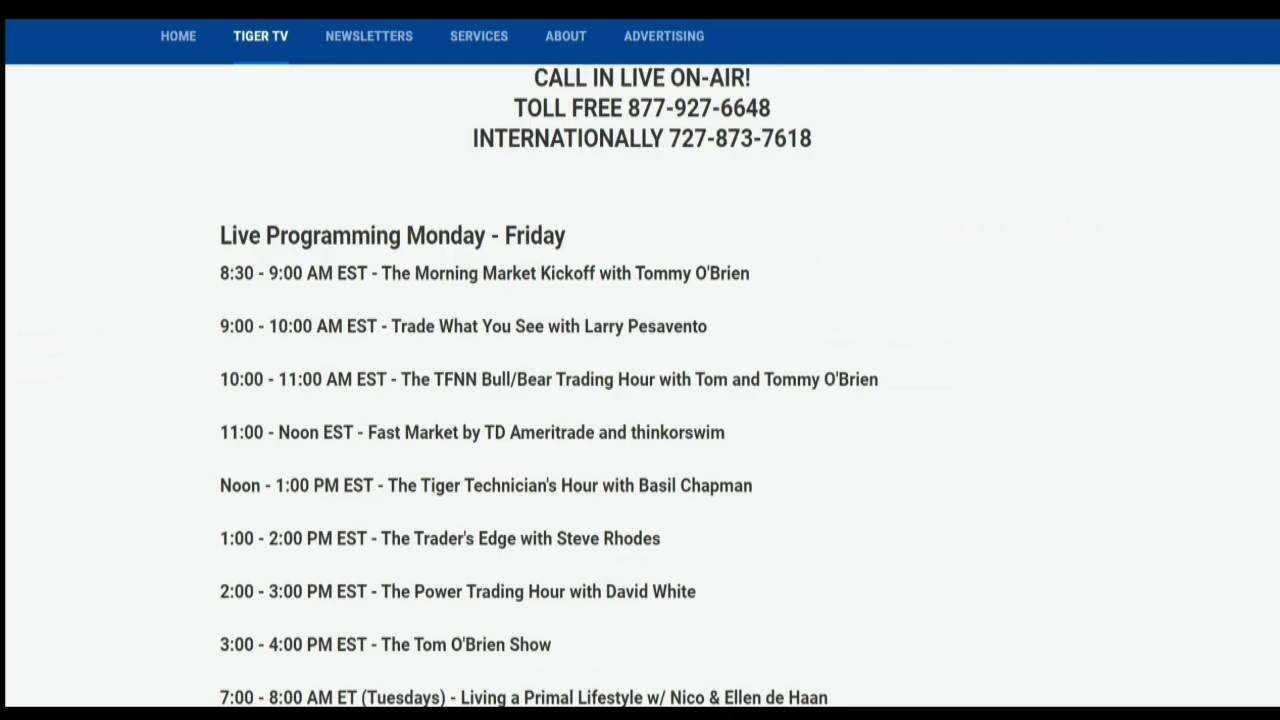 HOME TIGER TV NEWSLETTERS SERVICES ABOUT ADVERTISING
CALL IN LIVE ON-AIR!
TOLL FREE 877-927-6648
INTERNATIONALLY 727-873-7618
Live Programming Monday - Friday
8:30 - 9:00 AM EST - The Morning Market Kickoff with Tommy O'Brien
9:00 - 10:00 AM EST - Trade What You See with Larry Pesavento
10:00 - 11:00 AM EST - The TFNN Bull/Bear Trading Hour with Tom and Tommy O'Brien
11:00 - Noon EST - Fast Market by TD Ameritrade and thinkorswim
Noon - 1:00 PM EST - The Tiger Technician's Hour with Basil Chapman
1:00 - 2:00 PM EST - The Trader's Edge with Steve Rhodes
2:00 - 3:00 PM EST - The Power Trading Hour with David White
3:00 - 4:00 PM EST - The Tom O'Brien Show
7:00 - 8:00 AM ET (Tuesdays) - Living a Primal Lifestyle w/ Nico & Ellen de Haan